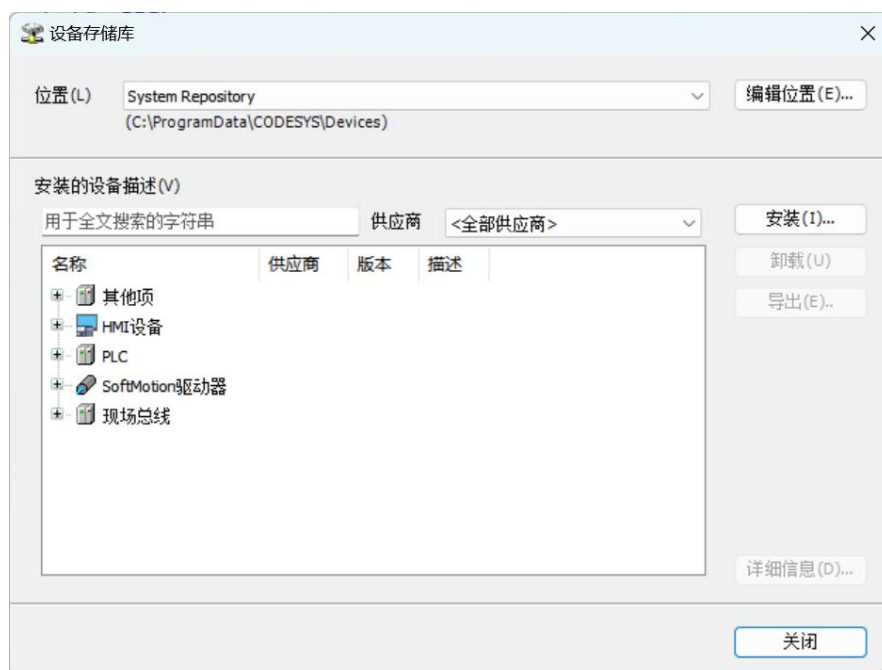 设备存储库
位置(L)
System Repository
编辑位置(E)...
(C:\ProgramData\CODESYS\Devices)
安装的设备描述(V)
用于全文搜索的字符串
供应商
<全部供应商>
安装(I)...
名称
供应商
版本
描述
卸载(U)
其他项
导出(E)..
HMI设备
PLC
SoftMotion驱动器
现场总线
详细信息(D)...
关闭